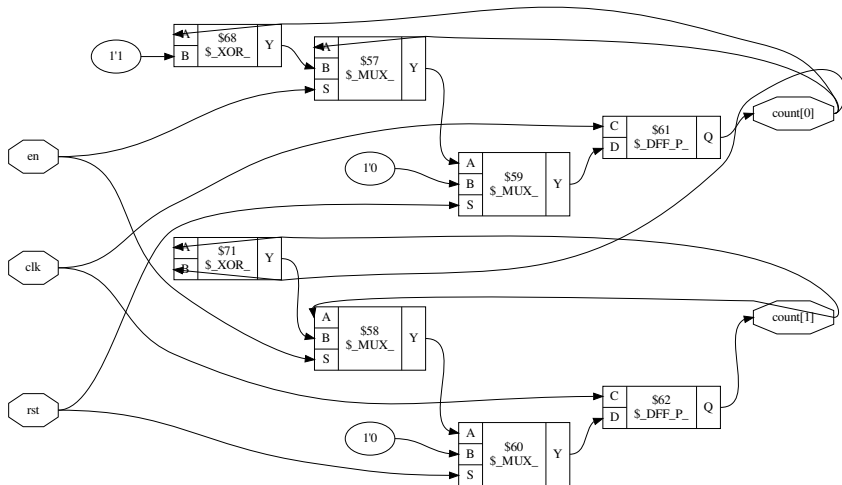 A
B
$68
$_XOR_
Y
1'1
A
B
S
$57
$_MUX_
Y
count[0]
C
D
$61
$_DFF_P_
Q
en
1'0
A
B
S
$59
$_MUX_
Y
A
B
$71
$_XOR_
Y
clk
A
B
S
$58
$_MUX_
Y
count[1]
rst
C
D
$62
$_DFF_P_
Q
1'0
A
B
S
$60
$_MUX_
Y